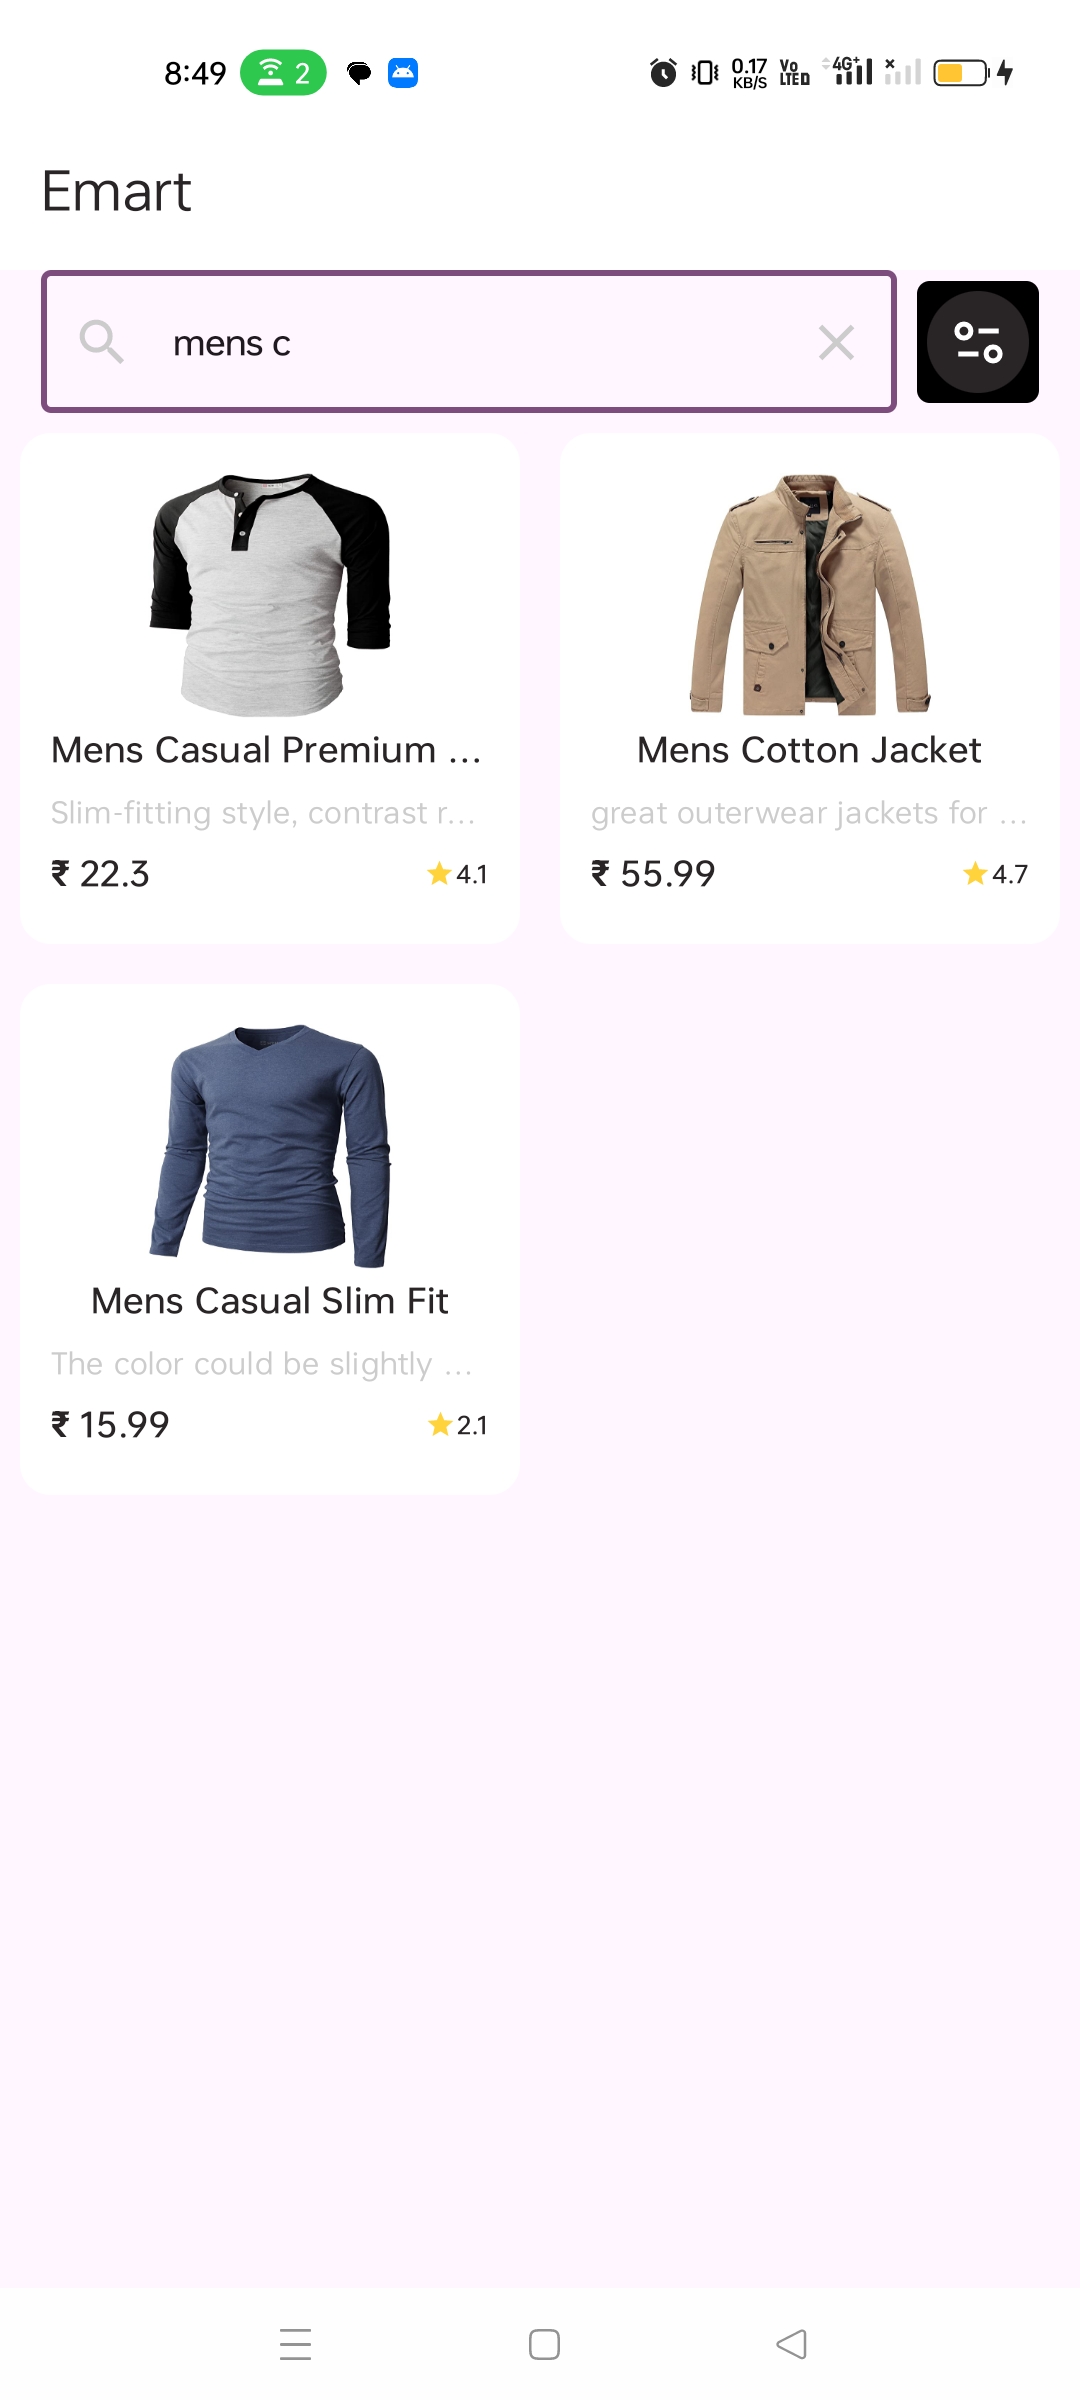 8:49 2 0.17 KB/S Vo LTED 4G+
Emart
mens c
Mens Casual Premium ...
Slim-fitting style, contrast r...
₹ 22.3 4.1
Mens Cotton Jacket
great outerwear jackets for ...
₹ 55.99 4.7
Mens Casual Slim Fit
The color could be slightly ...
₹ 15.99 2.1